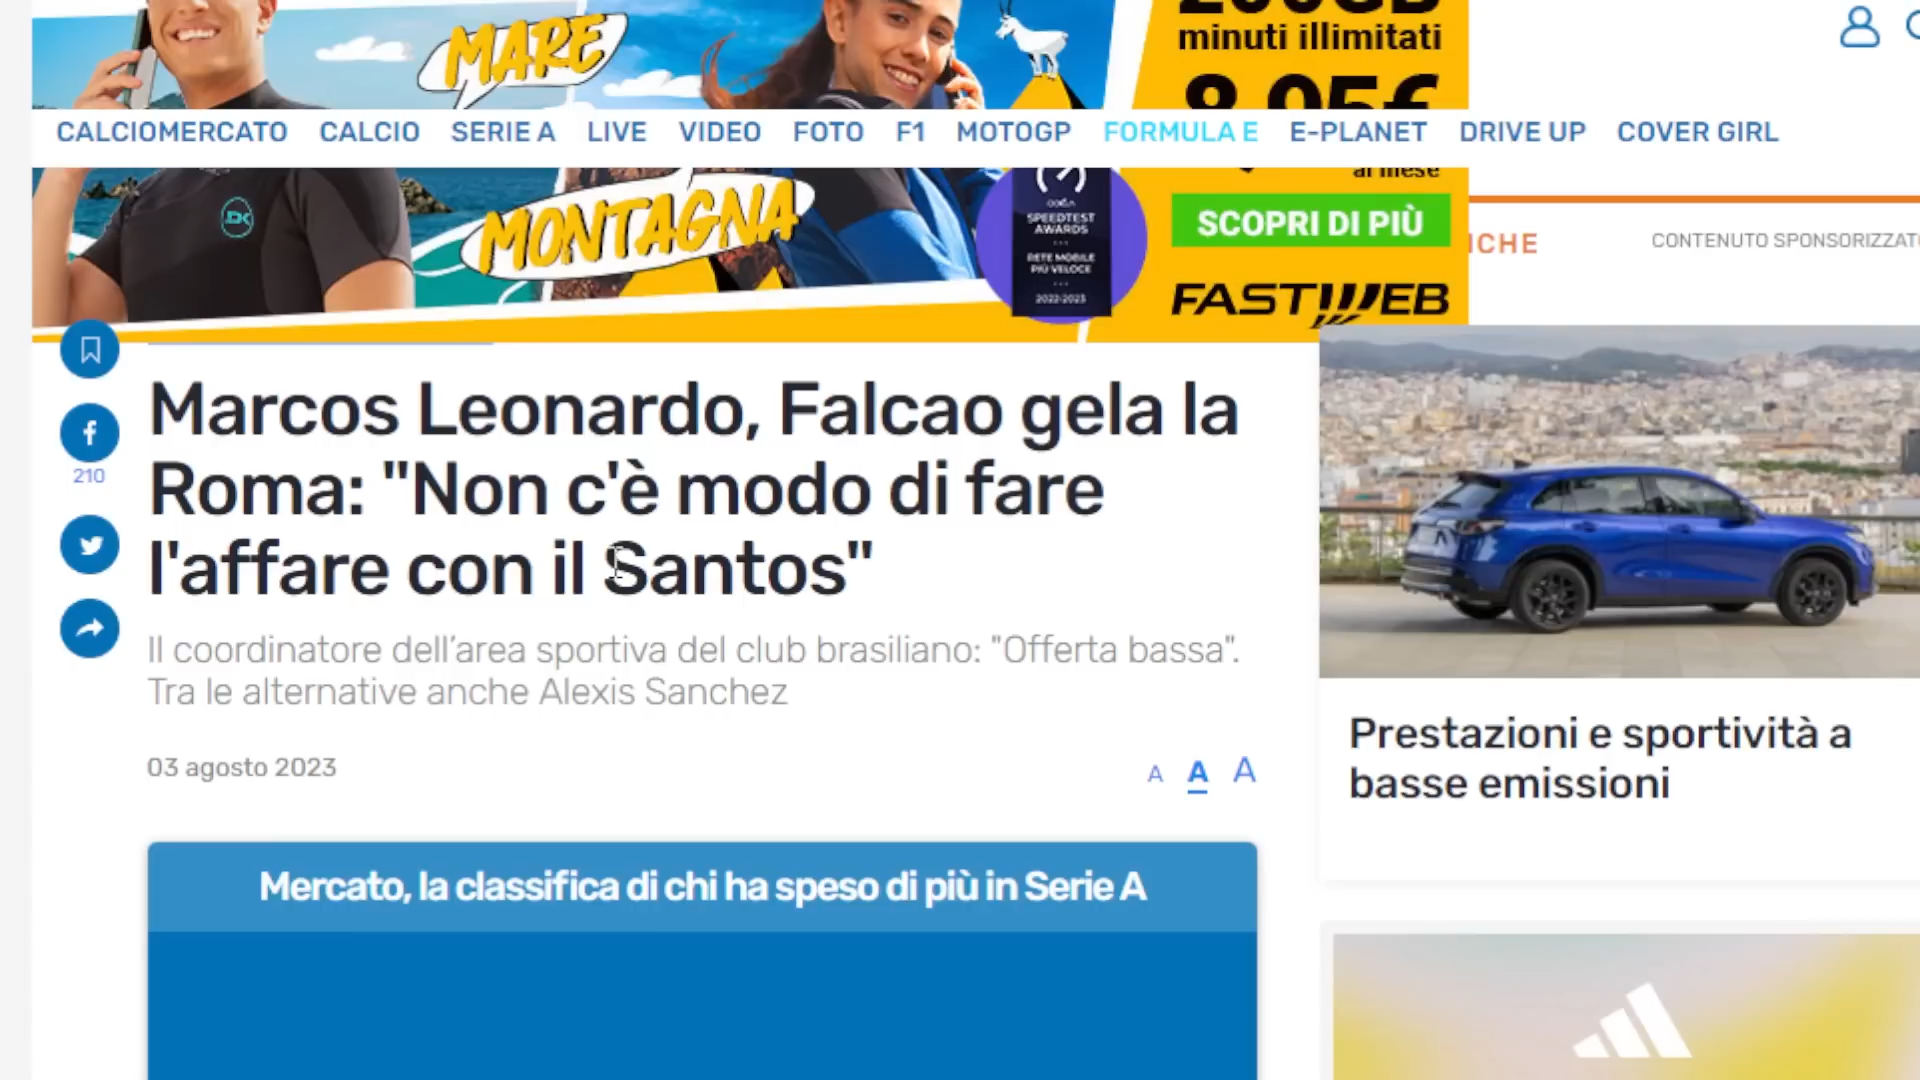 MARE
minuti illimitati
CALCIOMERCATO CALCIO SERIE A LIVE VIDEO FOTO F1 MOTOGP FORMULA E E-PLANET DRIVE UP COVER GIRL
al mese
MONTAGNA
SPEEDTEST
AWARDS
RETE MOBILE
PIÙ VELOCE
2022-2023
SCOPRI DI PIÙ
FASTWEB
CONTENUTO SPONSORIZZATO
Marcos Leonardo, Falcao gela la
Roma: "Non c'è modo di fare
l'affare con il Santos"
210
Il coordinatore dell'area sportiva del club brasiliano: "Offerta bassa".
Tra le alternative anche Alexis Sanchez
03 agosto 2023
A A A
Mercato, la classifica di chi ha speso di più in Serie A
Prestazioni e sportività a
basse emissioni